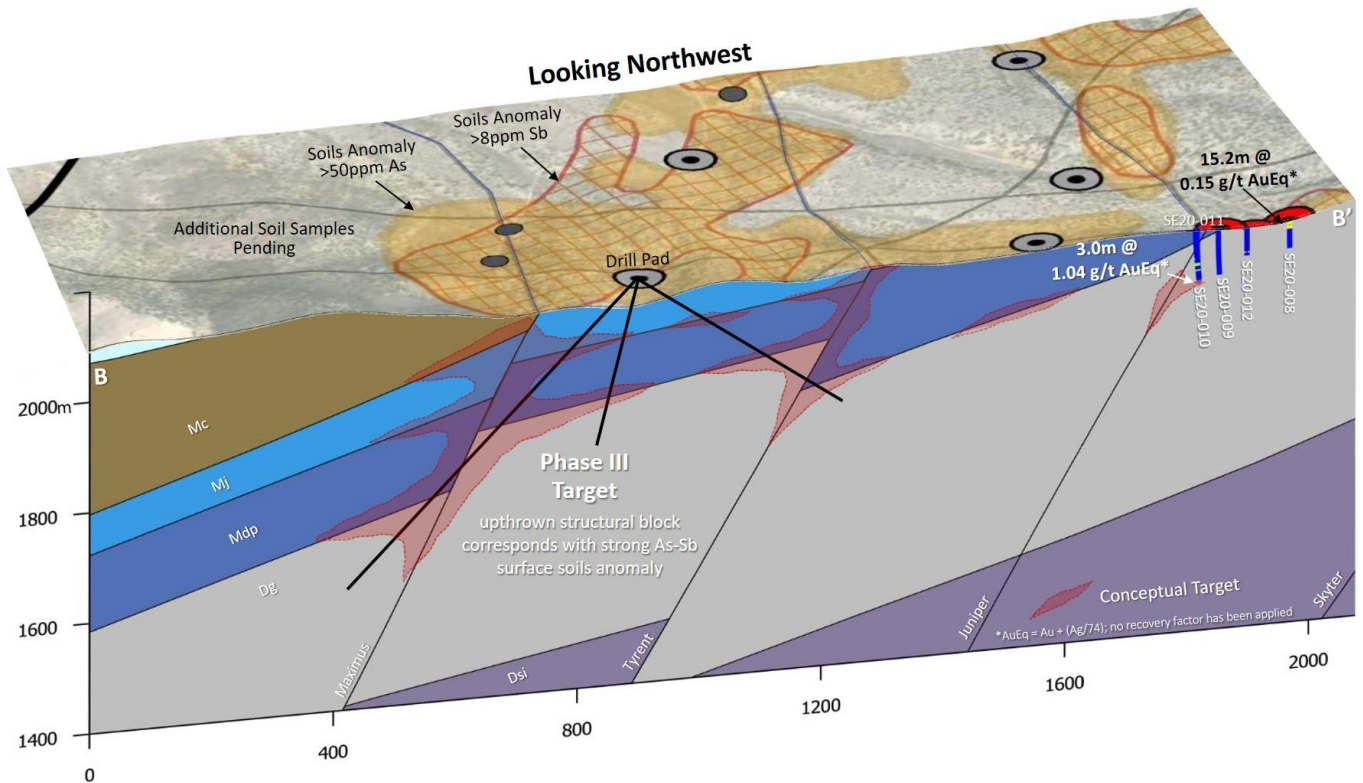 Looking Northwest
Soils Anomaly
>8ppm Sb
Soils Anomaly
>50ppm As
Additional Soil Samples
Pending
Drill Pad
15.2m @
0.15 g/t AuEq*
SE20-011
3.0m @
1.04 g/t AuEq*
B'
SE20-010
SE20-009
SE20-012
SE20-008
B
2000m
1800
1600
1400
Mc
Mj
Mdp
Dg
Dsi
Phase III
Target
upthrown structural block
corresponds with strong As-Sb
surface soils anomaly
Maximus
Tyrent
Juniper
Skyter
Conceptual Target
*AuEq = Au + (Ag/74); no recovery factor has been applied
0
400
800
1200
1600
2000